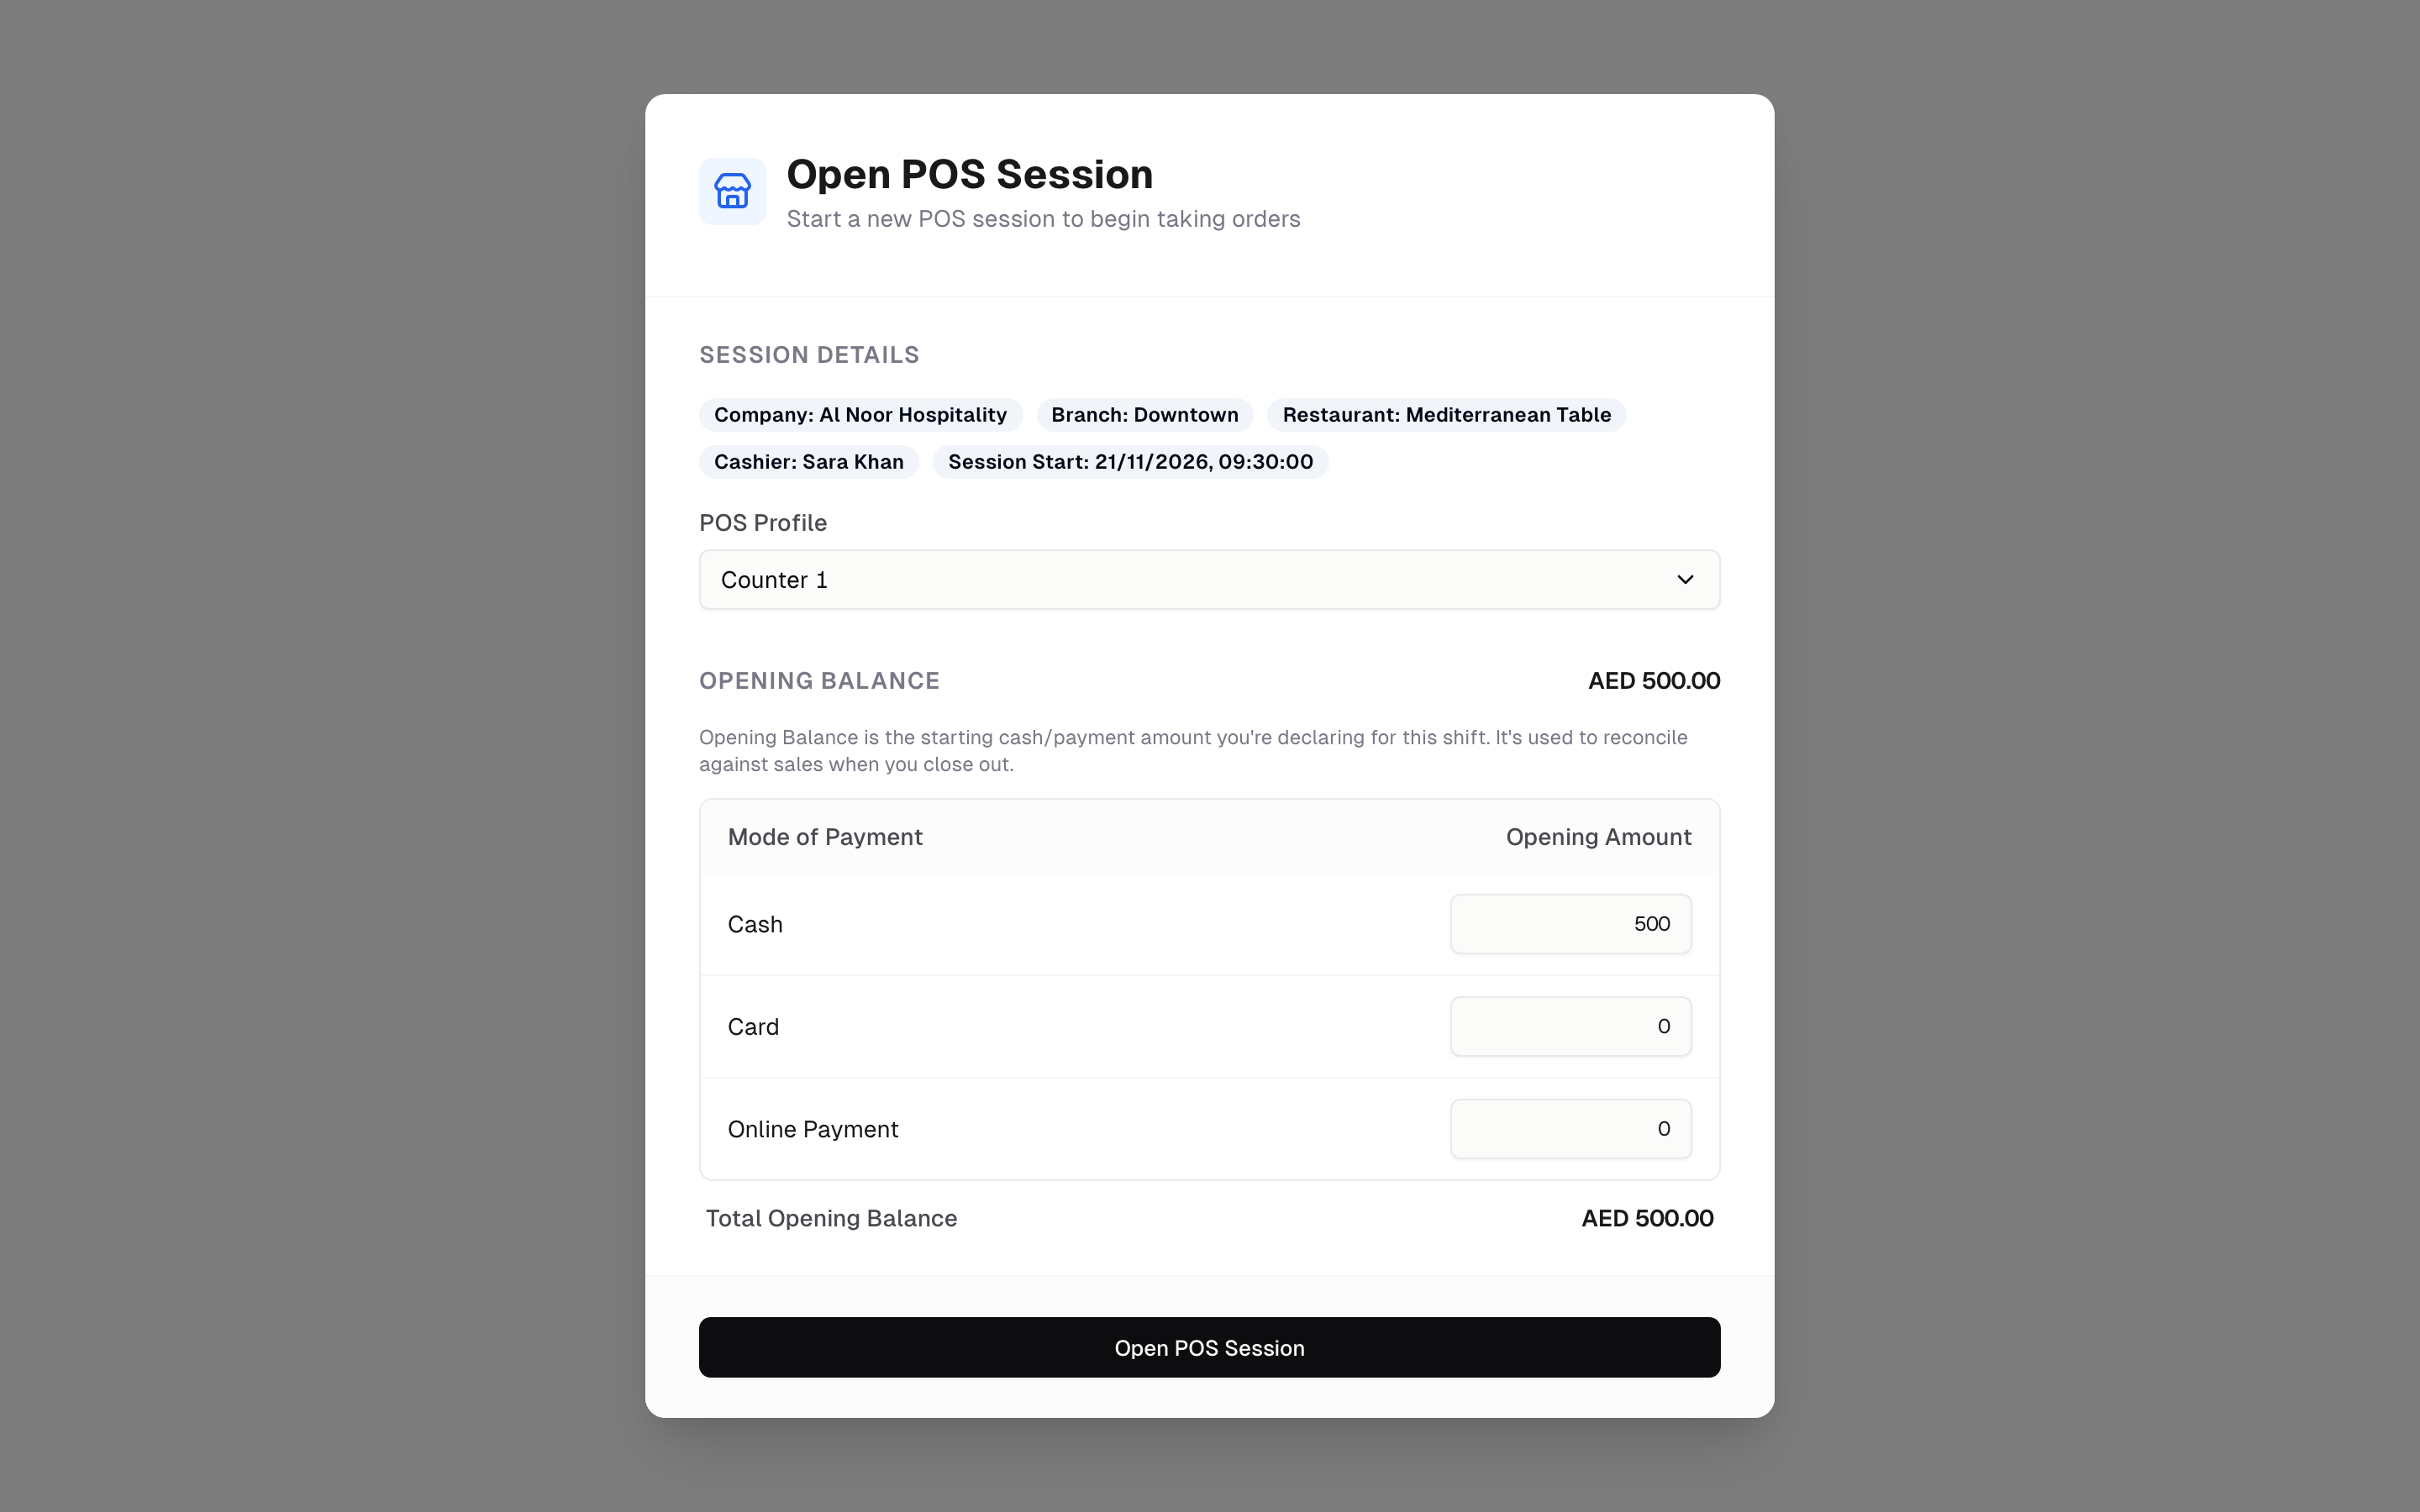 Open POS Session
Start a new POS session to begin taking orders
SESSION DETAILS
Company: Al Noor Hospitality Branch: Downtown Restaurant: Mediterranean Table
Cashier: Sara Khan Session Start: 21/11/2026, 09:30:00
POS Profile
Counter 1
OPENING BALANCE AED 500.00
Opening Balance is the starting cash/payment amount you're declaring for this shift. It's used to reconcile
against sales when you close out.
Mode of Payment Opening Amount
Cash 500
Card 0
Online Payment 0
Total Opening Balance AED 500.00
Open POS Session